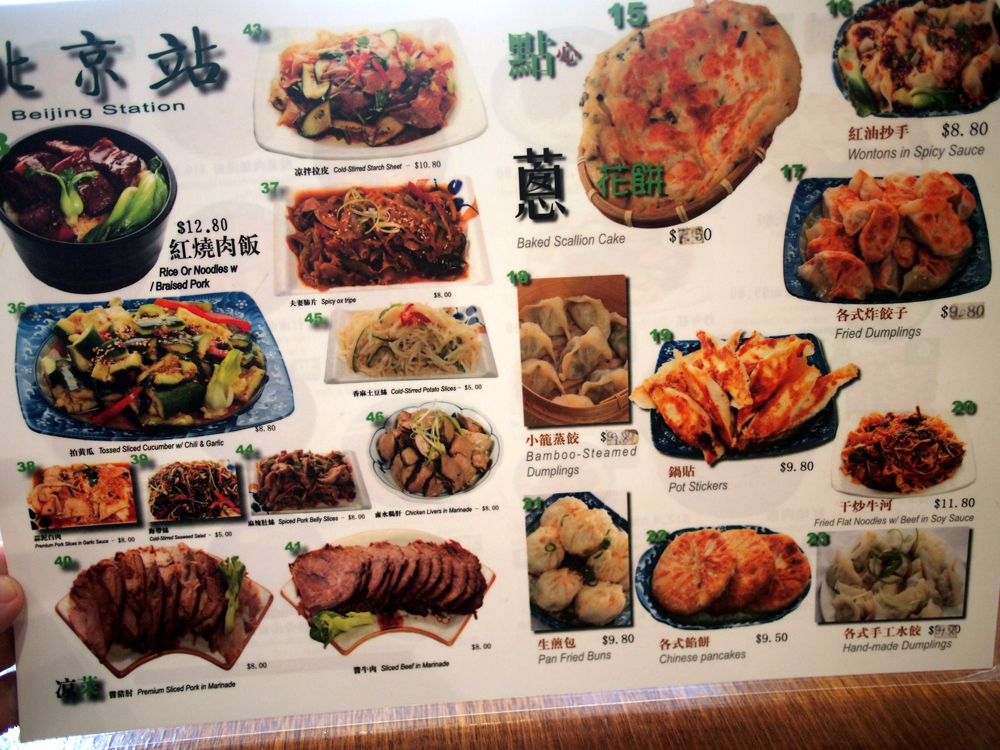 北京站
Beijing Station
43
凉拌拉皮 Cold-Stirred Starch Sheet - $10.80
$12.80
紅燒肉飯
Rice Or Noodles w
/ Braised Pork
37
夫妻肺片 Spicy ox tripe $8.00
36
$8.80
拍黃瓜 Tossed Sliced Cucumber w/ Chili & Garlic
45
香麻土豆絲 Cold-Stirred Potato Slices - $5.00
46
鹵水鷄肝 Chicken Livers in Marinade - $8.00
38
蒜泥白肉
Premium Pork Slices in Garlic Sauce - $8.00
39
海帶絲
Cold-Stirred Seaweed Salad - $5.00
44
麻辣肚絲 Spiced Pork Belly Slices - $8.00
40
$8.00
醬猪肘 Premium Sliced Pork in Marinade
41
$8.00
醬牛肉 Sliced Beef in Marinade
凉菜
點心
15
蔥花餅
Baked Scallion Cake
16
紅油抄手 $8.80
Wontons in Spicy Sauce
17
各式炸餃子 $9.80
Fried Dumplings
18
小籠蒸餃
Bamboo-Steamed
Dumplings
19
鍋貼 $9.80
Pot Stickers
20
干炒牛河 $11.80
Fried Flat Noodles w/ Beef in Soy Sauce
21
生煎包 $9.80
Pan Fried Buns
22
各式餡餅 $9.50
Chinese pancakes
23
各式手工水餃
Hand-made Dumplings